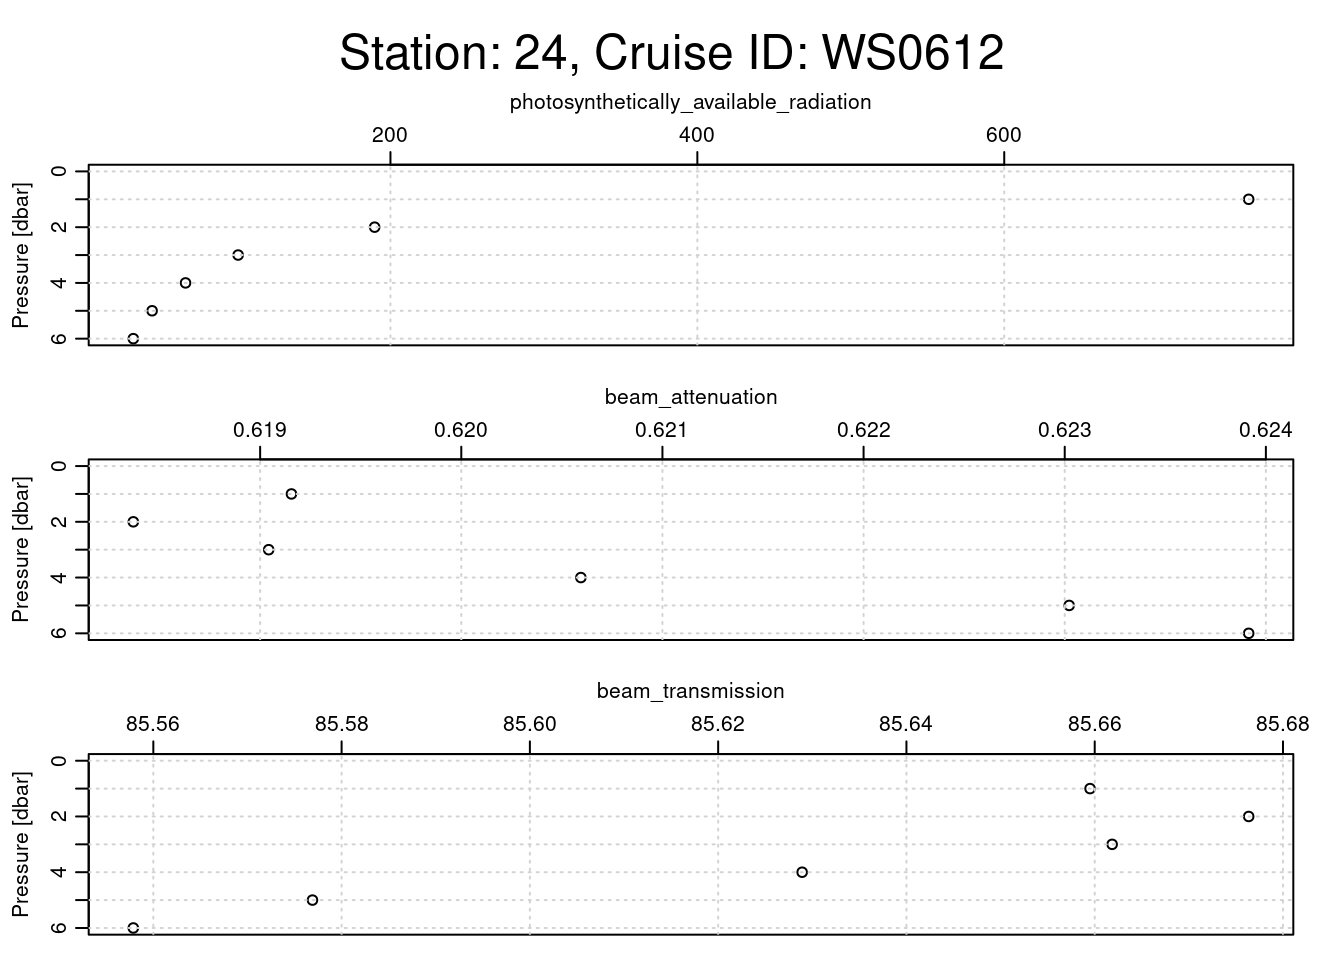 Station: 24, Cruise ID: WS0612
photosynthetically_available_radiation
200 400 600
Pressure [dbar]
0
2
4
6
beam_attenuation
0.619 0.620 0.621 0.622 0.623 0.624
Pressure [dbar]
0
2
4
6
beam_transmission
85.56 85.58 85.60 85.62 85.64 85.66 85.68
Pressure [dbar]
0
2
4
6